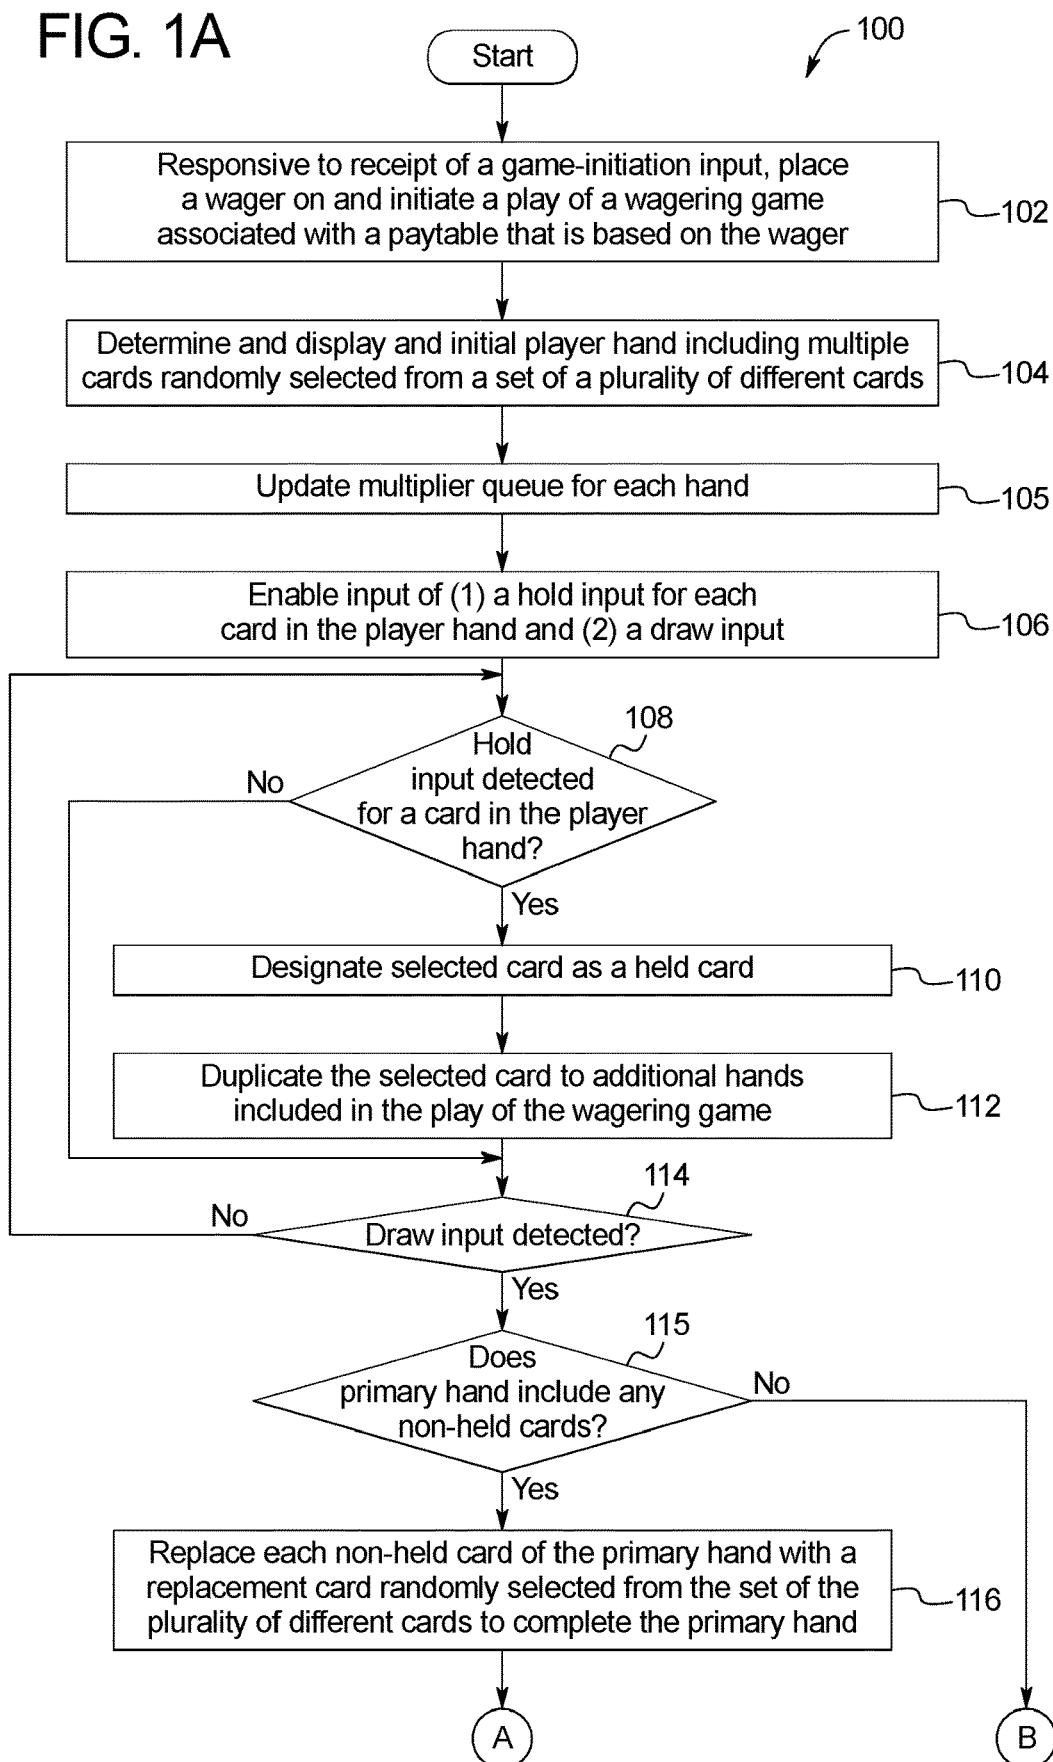 FIG. 1A
100
Start
Responsive to receipt of a game-initiation input, place
a wager on and initiate a play of a wagering game
associated with a paytable that is based on the wager
102
Determine and display and initial player hand including multiple
cards randomly selected from a set of a plurality of different cards
104
Update multiplier queue for each hand
105
Enable input of (1) a hold input for each
card in the player hand and (2) a draw input
106
108
Hold
input detected
for a card in the player
hand?
No
Yes
Designate selected card as a held card
110
Duplicate the selected card to additional hands
included in the play of the wagering game
112
114
Draw input detected?
No
Yes
115
Does
primary hand include any
non-held cards?
No
Yes
Replace each non-held card of the primary hand with a
replacement card randomly selected from the set of the
plurality of different cards to complete the primary hand
116
A
B